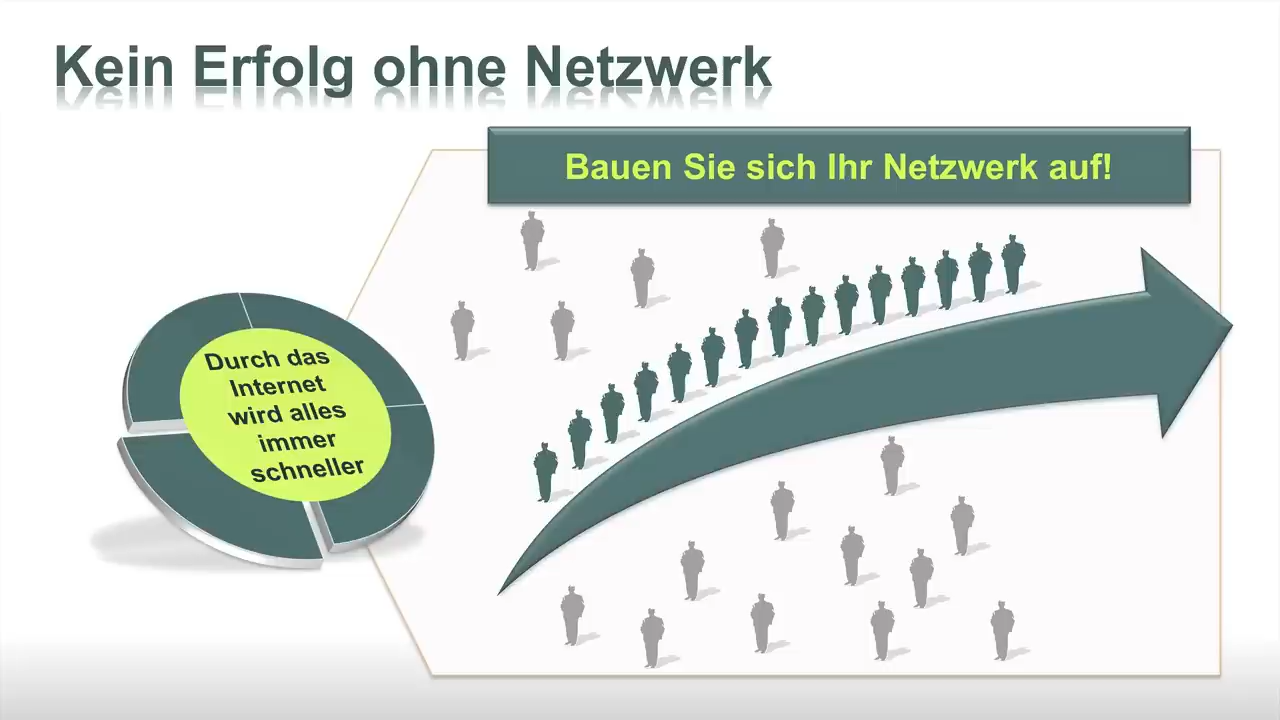 Kein Erfolg ohne Netzwerk
Bauen Sie sich Ihr Netzwerk auf!
Durch das
Internet
wird alles
immer
schneller